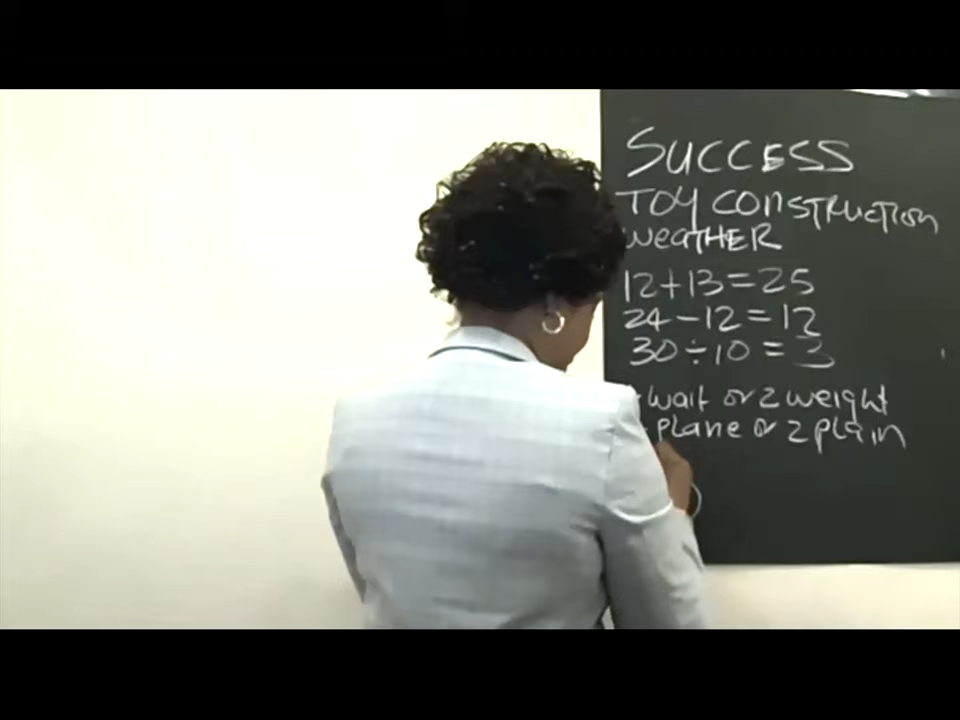 SUCCESS
TOY CONSTRUCTION
WEATHER
12+13=25
24-12=12
30÷10=3
wait or 2 weight
plane or 2 plain